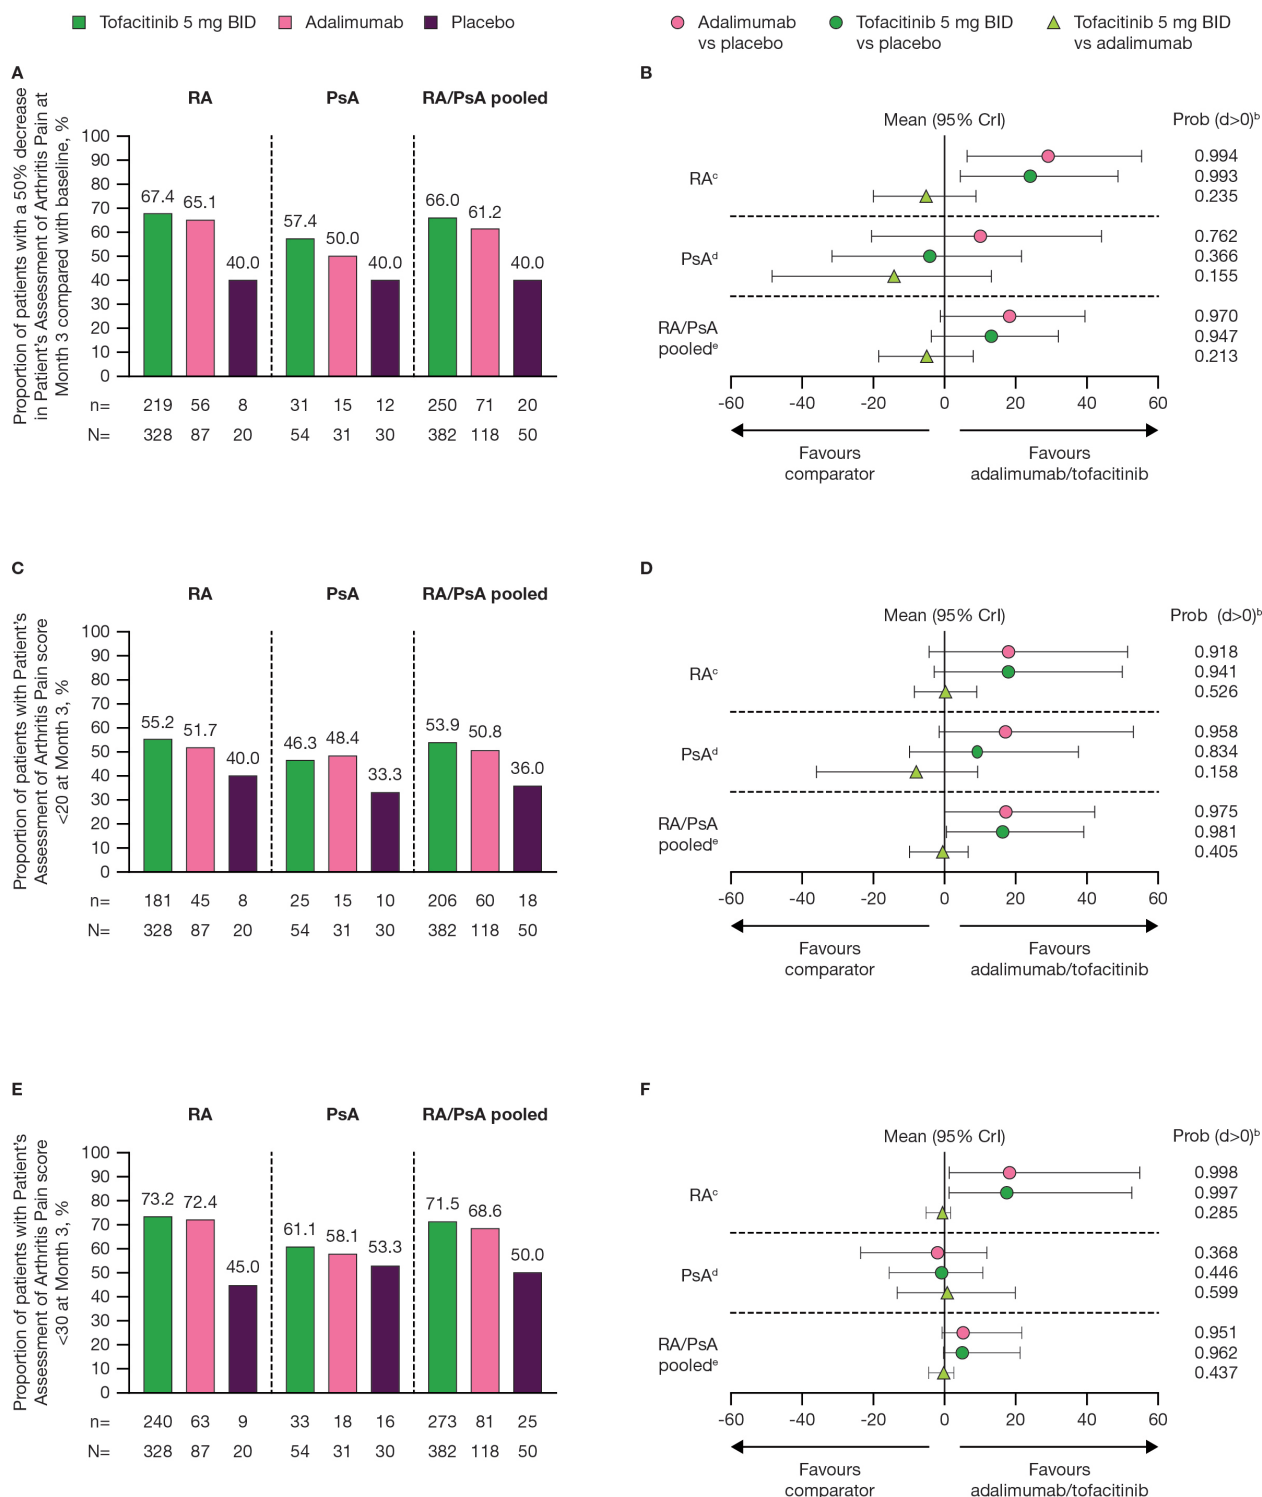 Tofacitinib 5 mg BID Adalimumab Placebo
Adalimumab vs placebo
Tofacitinib 5 mg BID vs placebo
Tofacitinib 5 mg BID vs adalimumab
A
Proportion of patients with a 50% decrease
in Patient's Assessment of Arthritis Pain at
Month 3 compared with baseline, %
RA PsA RA/PsA pooled
100
90
80
70
60
50
40
30
20
10
0
67.4 65.1 40.0 57.4 50.0 40.0 66.0 61.2 40.0
n= 219 56 8 31 15 12 250 71 20
N= 328 87 20 54 31 30 382 118 50
B
Mean (95% CrI) Prob (d>0)ᵇ
RAᶜ
0.994
0.993
0.235
PsAᵈ
0.762
0.366
0.155
RA/PsA
pooledᵉ
0.970
0.947
0.213
-60 -40 -20 0 20 40 60
Favours
comparator
Favours
adalimumab/tofacitinib
C
Proportion of patients with Patient's
Assessment of Arthritis Pain score
<20 at Month 3, %
RA PsA RA/PsA pooled
100
90
80
70
60
50
40
30
20
10
0
55.2 51.7 40.0 46.3 48.4 33.3 53.9 50.8 36.0
n= 181 45 8 25 15 10 206 60 18
N= 328 87 20 54 31 30 382 118 50
D
Mean (95% CrI) Prob (d>0)ᵇ
RAᶜ
0.918
0.941
0.526
PsAᵈ
0.958
0.834
0.158
RA/PsA
pooledᵉ
0.975
0.981
0.405
-60 -40 -20 0 20 40 60
Favours
comparator
Favours
adalimumab/tofacitinib
E
Proportion of patients with Patient's
Assessment of Arthritis Pain score
<30 at Month 3, %
RA PsA RA/PsA pooled
100
90
80
70
60
50
40
30
20
10
0
73.2 72.4 45.0 61.1 58.1 53.3 71.5 68.6 50.0
n= 240 63 9 33 18 16 273 81 25
N= 328 87 20 54 31 30 382 118 50
F
Mean (95% CrI) Prob (d>0)ᵇ
RAᶜ
0.998
0.997
0.285
PsAᵈ
0.368
0.446
0.599
RA/PsA
pooledᵉ
0.951
0.962
0.437
-60 -40 -20 0 20 40 60
Favours
comparator
Favours
adalimumab/tofacitinib